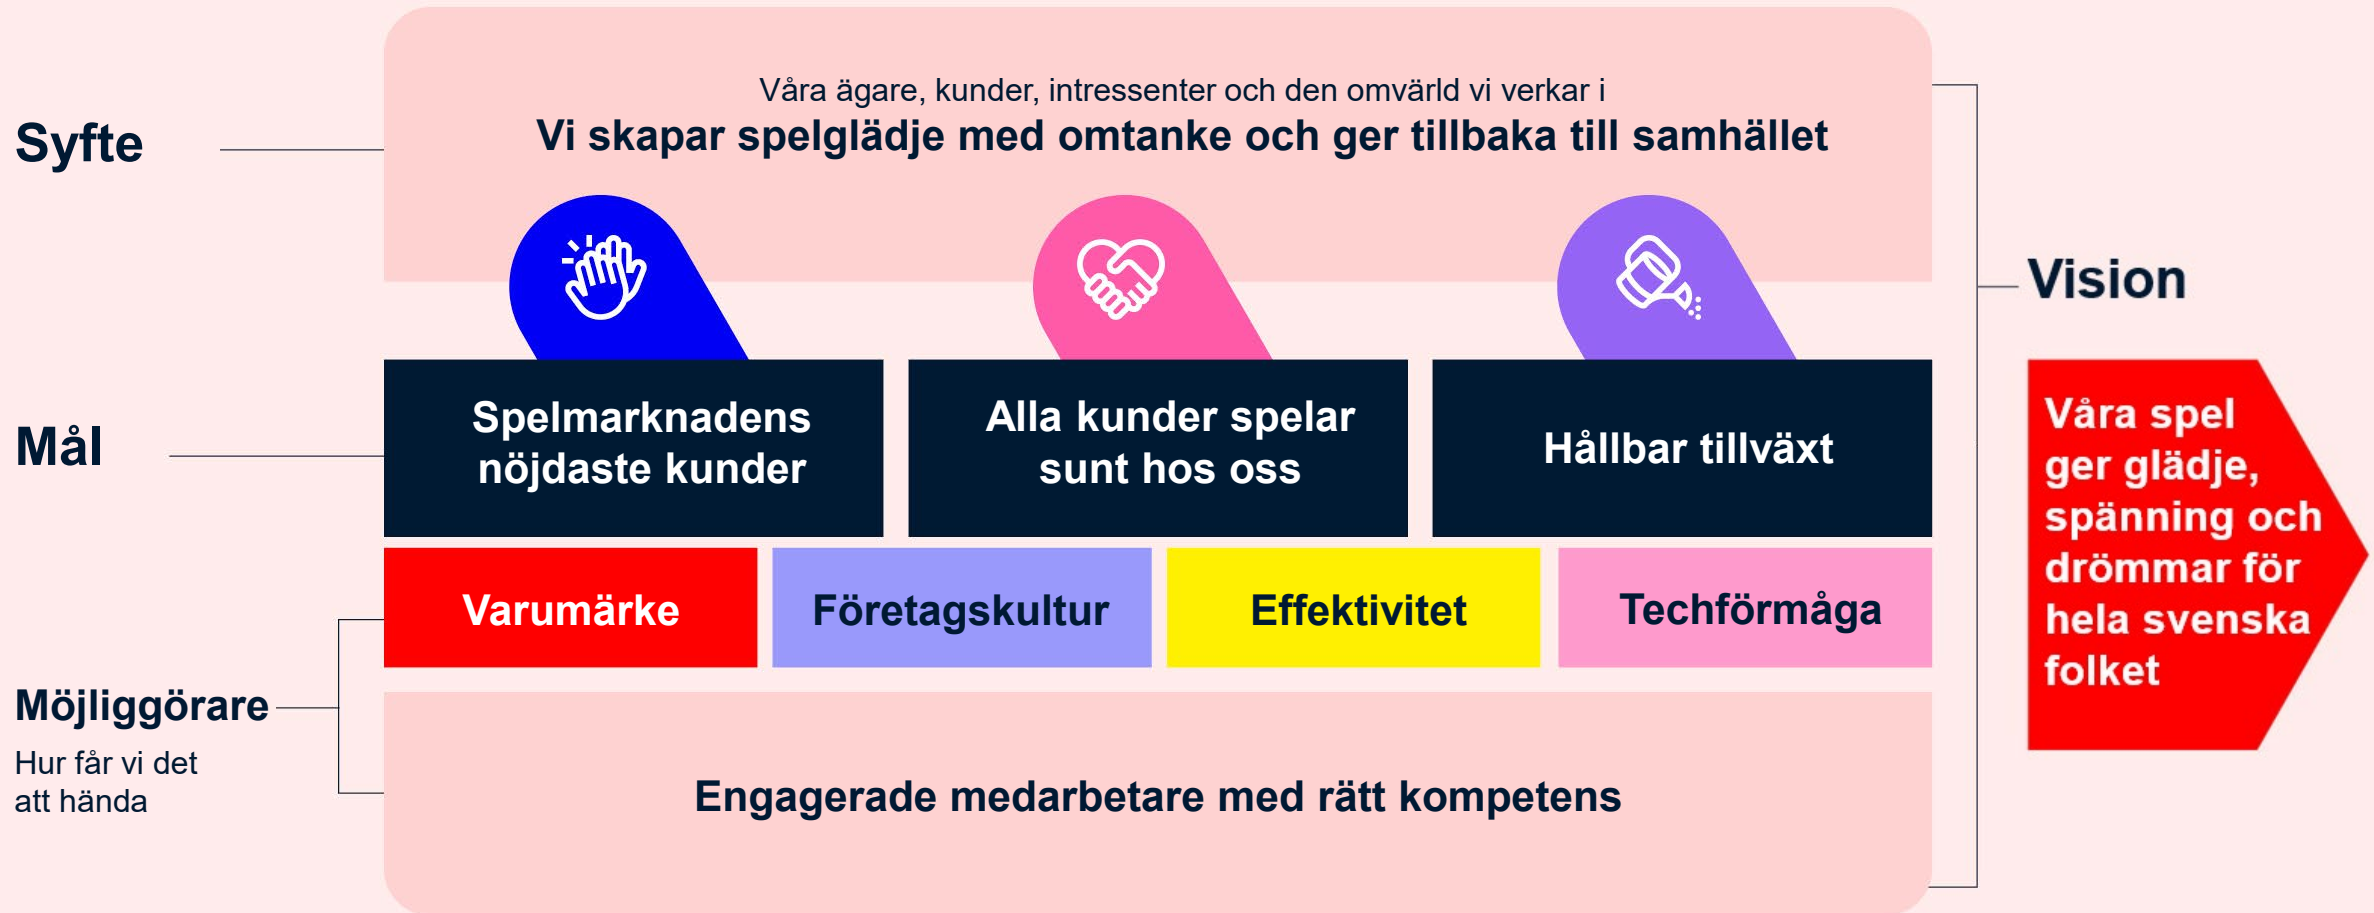 Syfte
Våra ägare, kunder, intressenter och den omvärld vi verkar i
Vi skapar spelglädje med omtanke och ger tillbaka till samhället
Mål
Spelmarknadens
nöjdaste kunder
Alla kunder spelar
sunt hos oss
Hållbar tillväxt
Möjliggörare
Hur får vi det
att hända
Varumärke
Företagskultur
Effektivitet
Techförmåga
Engagerade medarbetare med rätt kompetens
Vision
Våra spel
ger glädje,
spänning och
drömmar för
hela svenska
folket